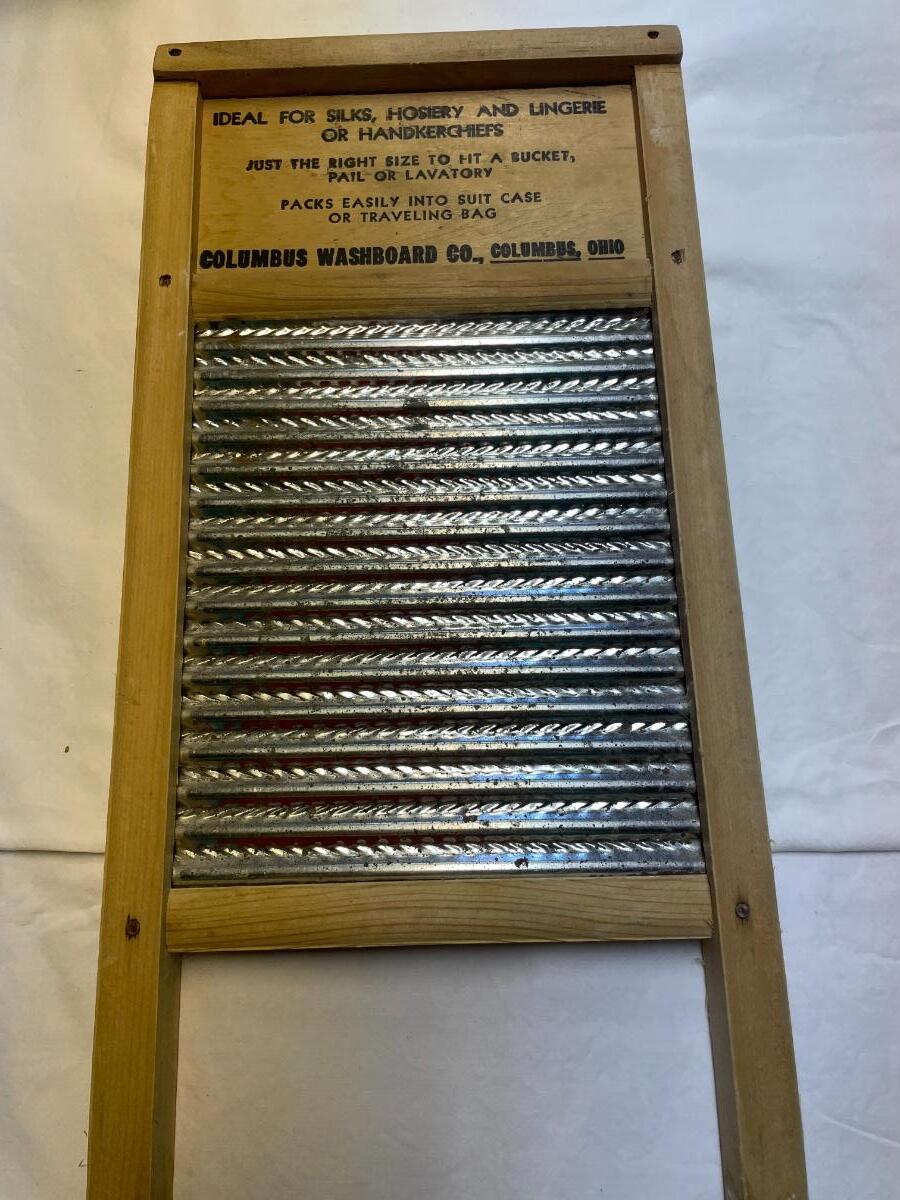 IDEAL FOR SILKS, HOSIERY AND LINGERIE
OR HANDKERCHIEFS
JUST THE RIGHT SIZE TO FIT A BUCKET,
PAIL OR LAVATORY
PACKS EASILY INTO SUIT CASE
OR TRAVELING BAG
COLUMBUS WASHBOARD CO., COLUMBUS, OHIO